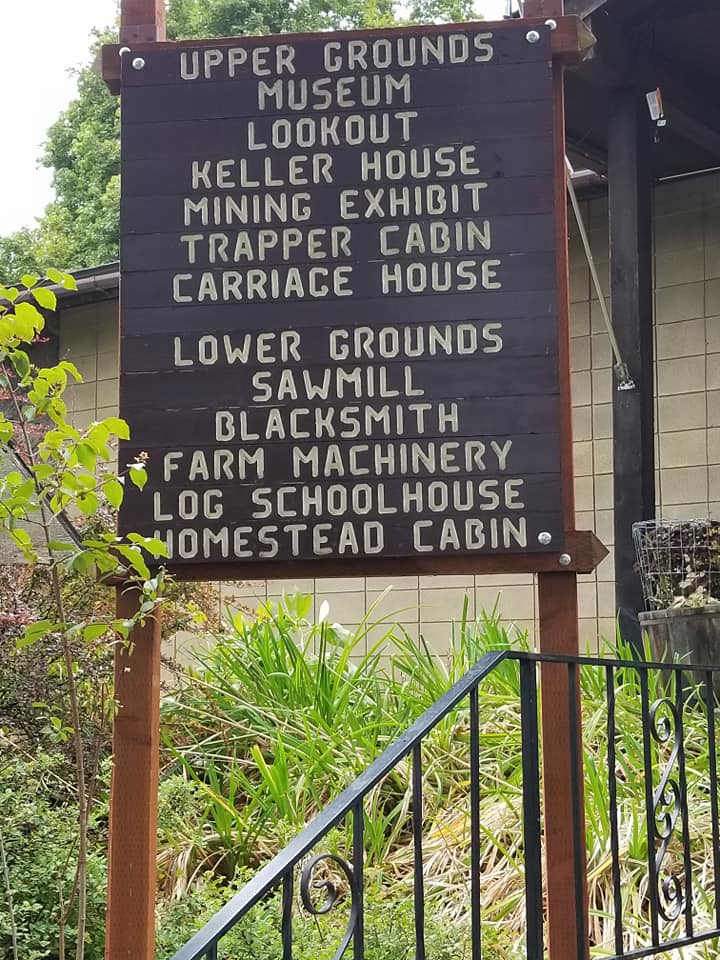 UPPER GROUNDS
MUSEUM
LOOKOUT
KELLER HOUSE
MINING EXHIBIT
TRAPPER CABIN
CARRIAGE HOUSE
LOWER GROUNDS
SAWMILL
BLACKSMITH
FARM MACHINERY
LOG SCHOOLHOUSE
HOMESTEAD CABIN